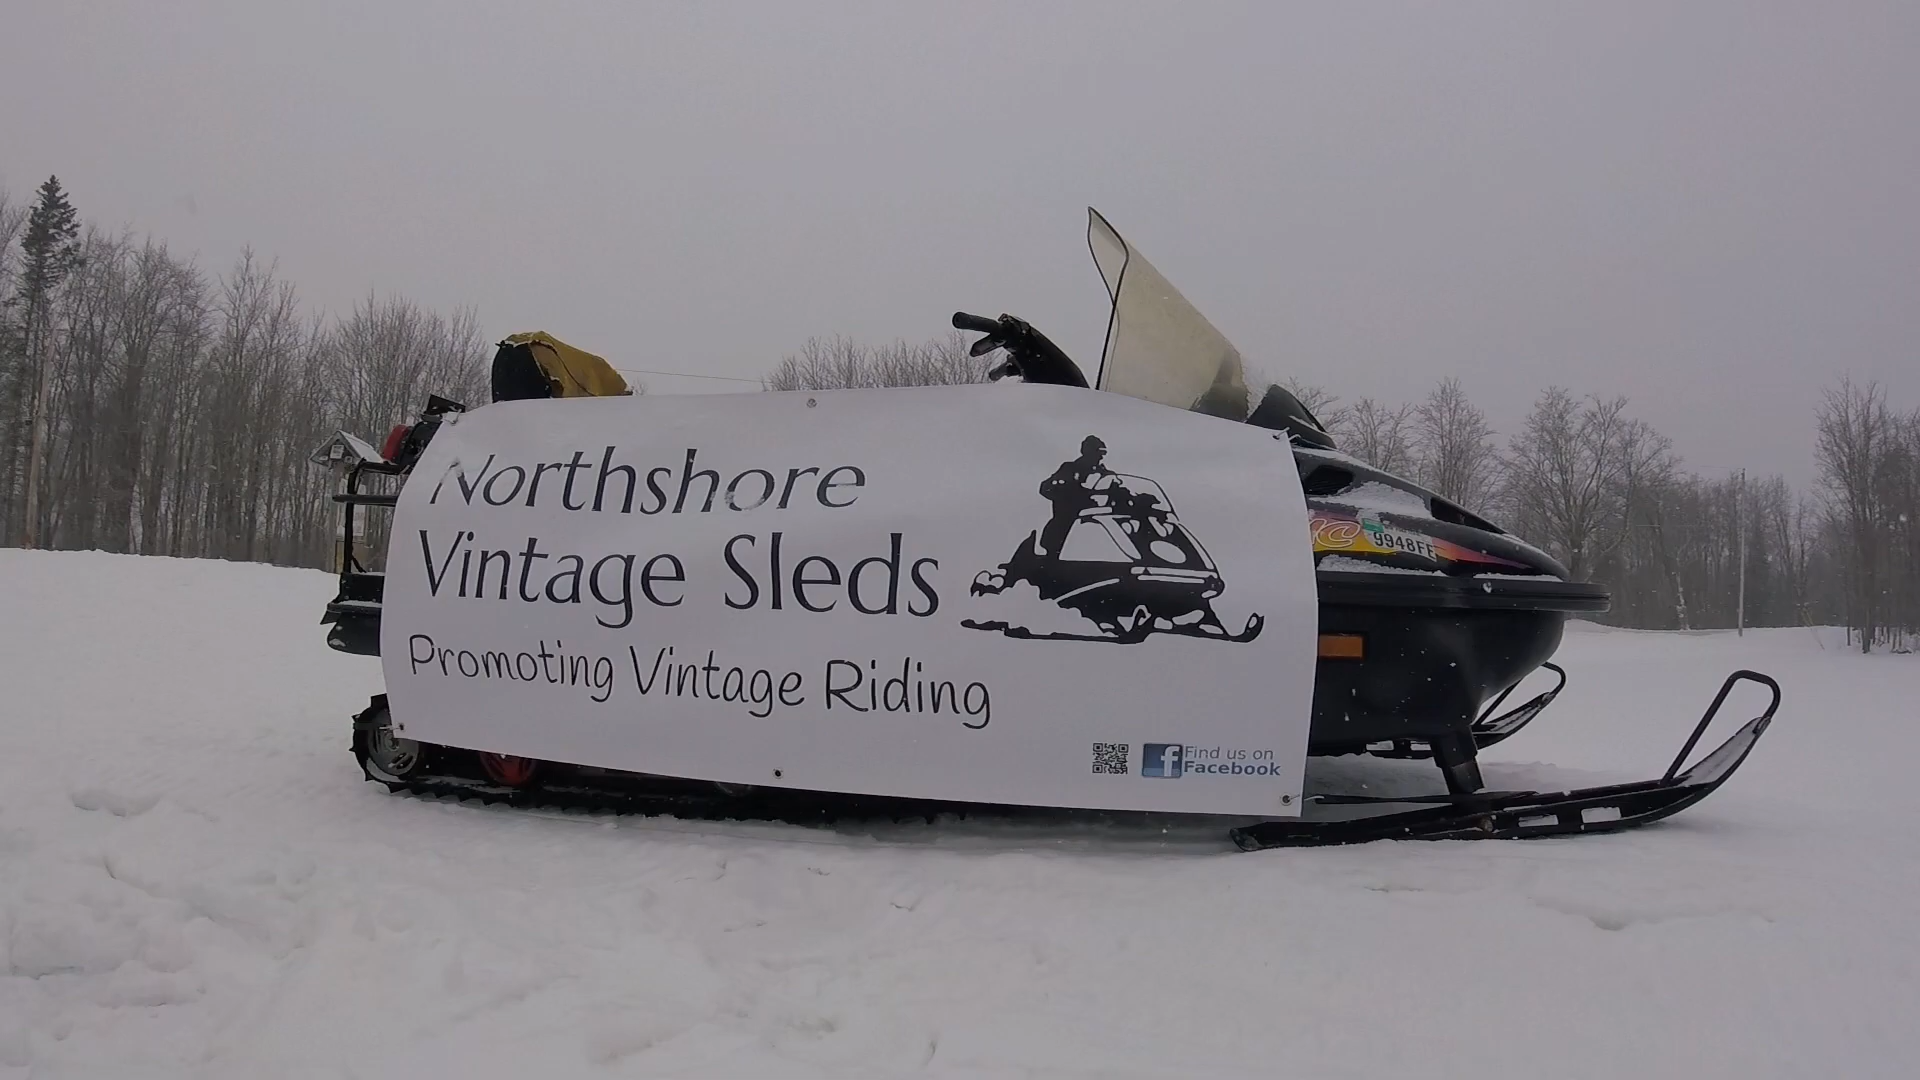 Northshore
Vintage Sleds
Promoting Vintage Riding
Find us on
Facebook
9948FE